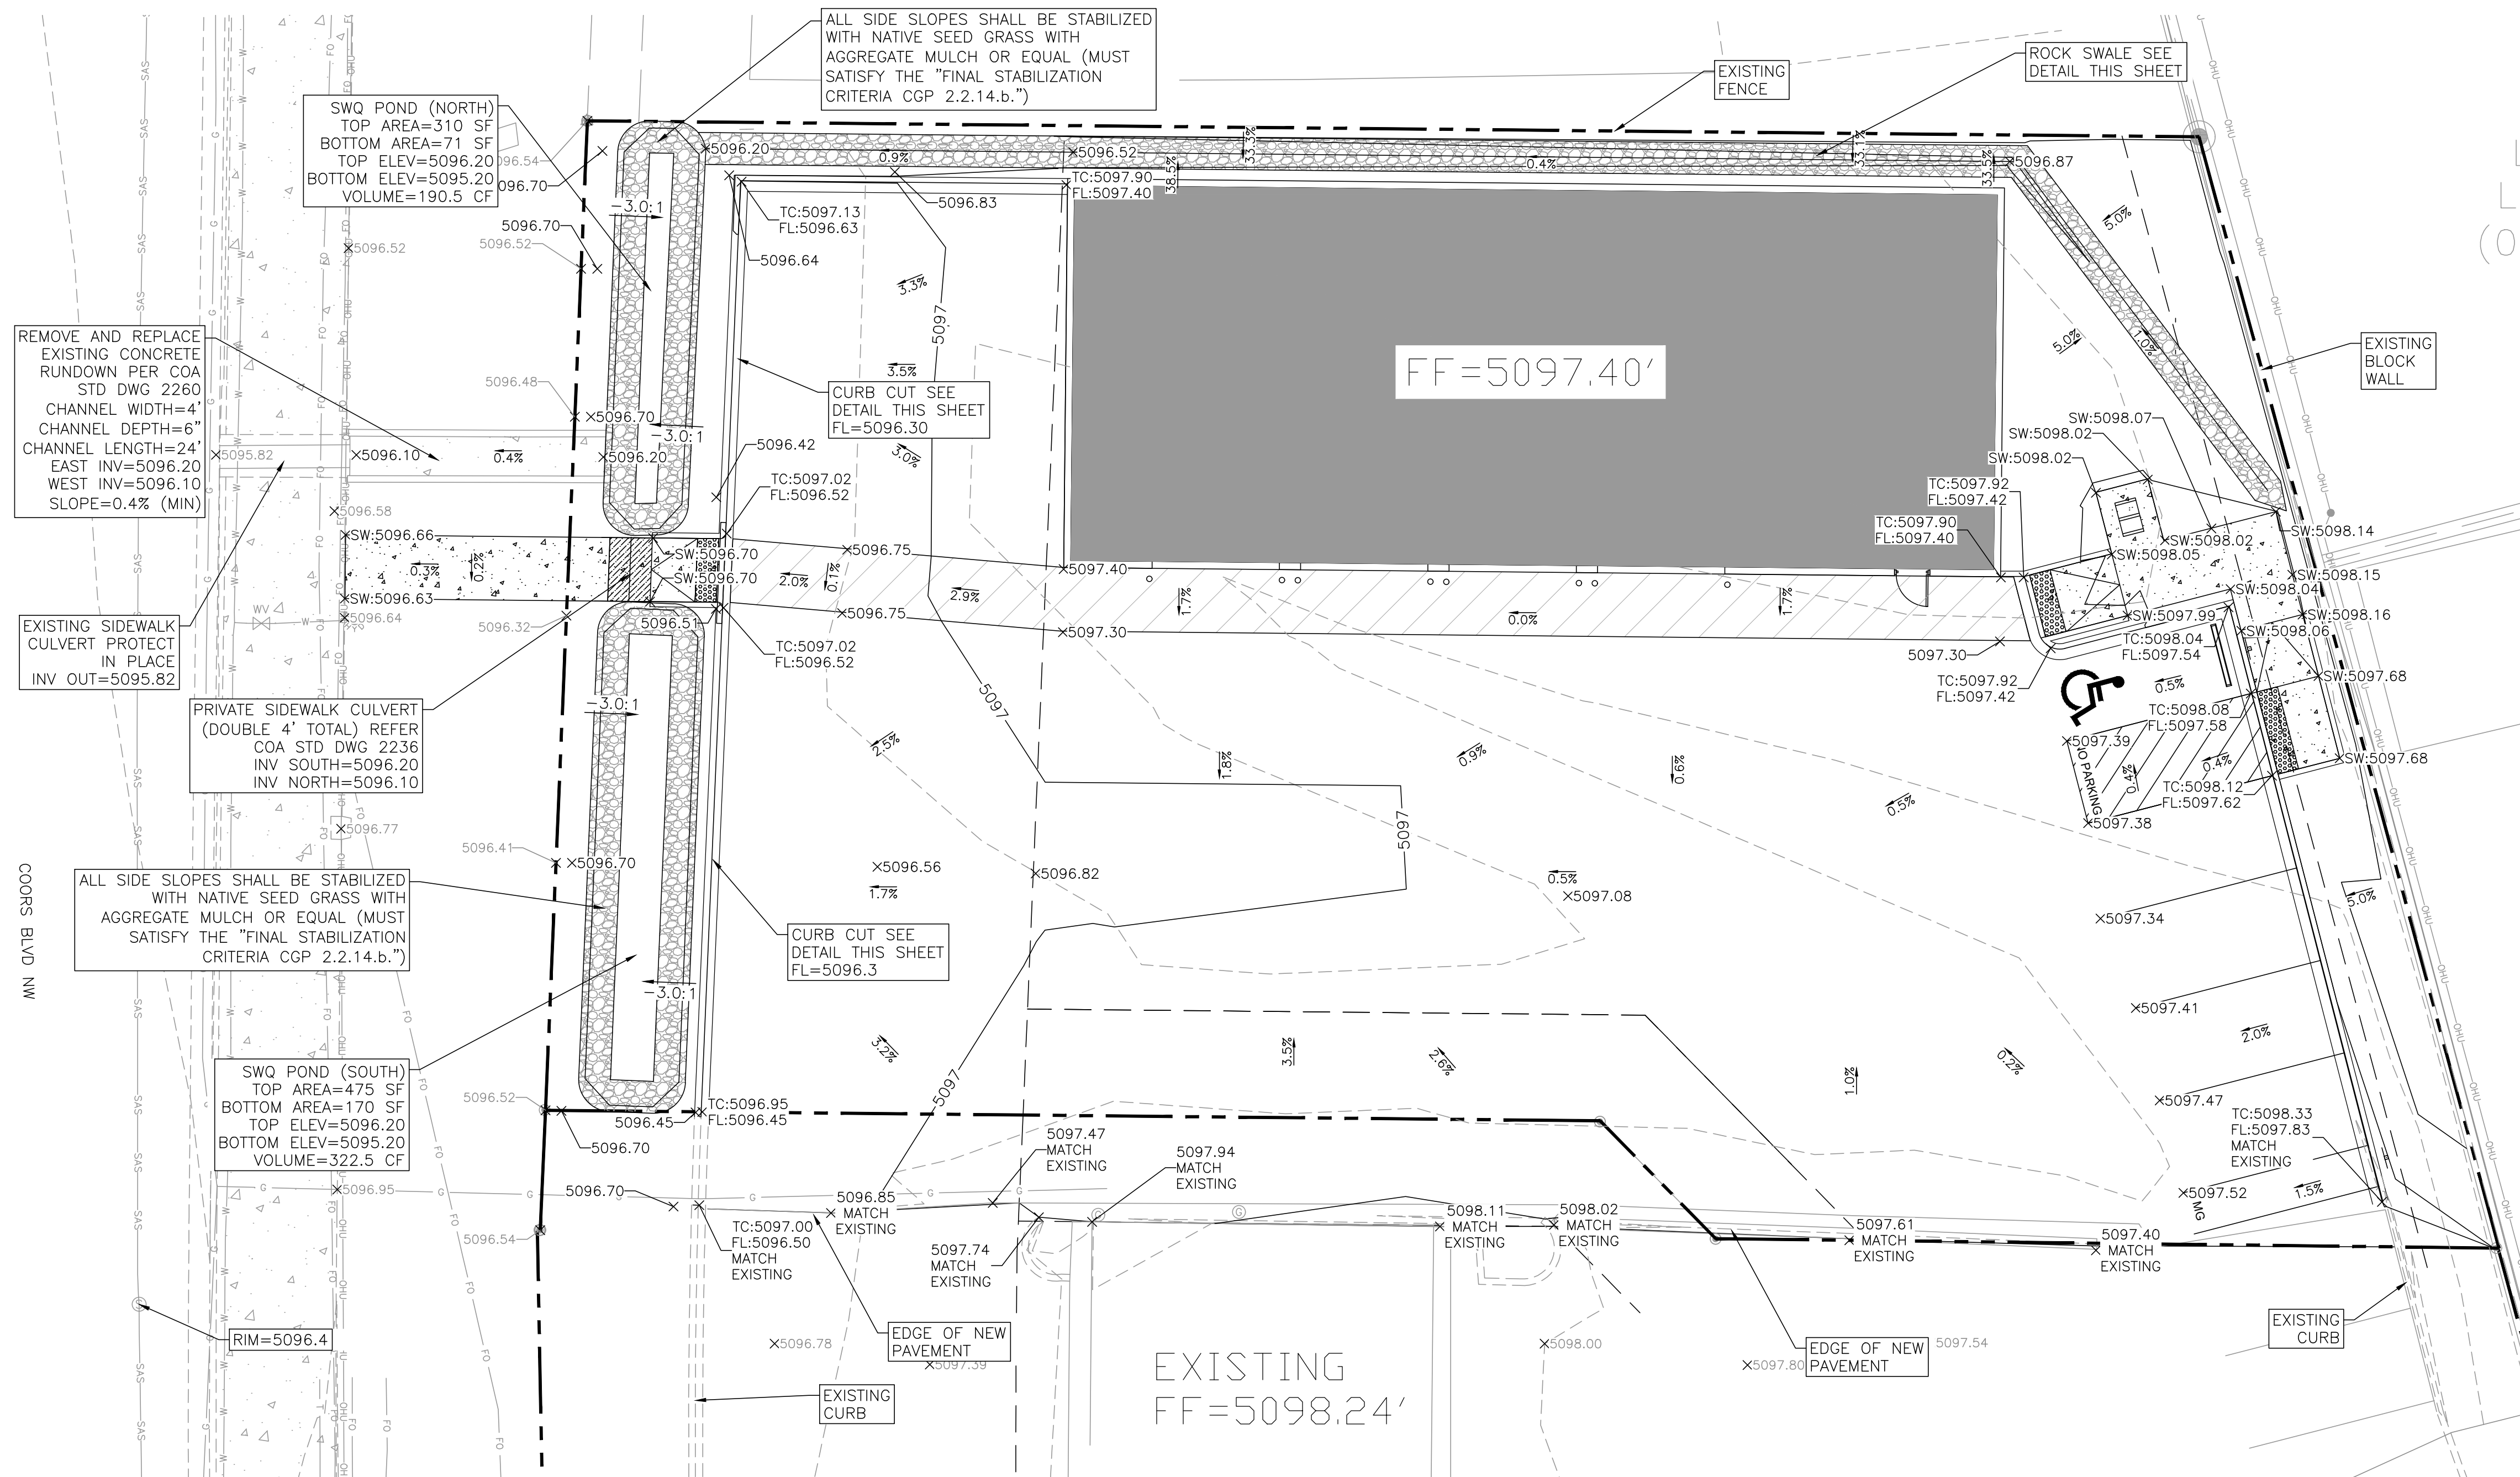 ALL SIDE SLOPES SHALL BE STABILIZED
WITH NATIVE SEED GRASS WITH
AGGREGATE MULCH OR EQUAL (MUST
SATISFY THE "FINAL STABILIZATION
CRITERIA CGP 2.2.14.b.")
EXISTING
FENCE
ROCK SWALE SEE
DETAIL THIS SHEET
SWQ POND (NORTH)
TOP AREA=310 SF
BOTTOM AREA=71 SF
TOP ELEV=5096.20
BOTTOM ELEV=5095.20
VOLUME=190.5 CF
5096.20
0.9%
5096.52
33.3%
38.5%
0.4%
33.1%
33.5%
5096.87
TC:5097.90
FL:5097.40
5096.83
TC:5097.13
FL:5096.63
5096.64
-3.0:1
5096.70
5096.52
5096.52
5.0%
3.3%
5097
3.5%
5.0%
1.0%
EXISTING
BLOCK
WALL
FF=5097.40'
REMOVE AND REPLACE
EXISTING CONCRETE
RUNDOWN PER COA
STD DWG 2260
CHANNEL WIDTH=4'
CHANNEL DEPTH=6"
CHANNEL LENGTH=24'
EAST INV=5096.20
WEST INV=5096.10
SLOPE=0.4% (MIN)
5096.48
5096.70
-3.0:1
CURB CUT SEE
DETAIL THIS SHEET
FL=5096.30
3.0%
5096.42
5095.82
5096.10
0.4%
5096.20
TC:5097.02
FL:5096.52
5096.58
SW:5098.07
SW:5098.02
SW:5098.02
TC:5097.92
FL:5097.42
TC:5097.90
FL:5097.40
SW:5098.14
SW:5098.02
SW:5098.05
SW:5098.15
SW:5098.04
SW:5098.16
SW:5097.99
SW:5098.06
SW:5096.66
0.3%
0.2%
SW:5096.70
SW:5096.70
5096.75
2.0%
0.1%
5097.40
2.9%
1.7%
0.0%
1.7%
SW:5096.63
5096.64
WV
5096.32
5096.51
5096.75
5097.30
5097.30
TC:5097.02
FL:5096.52
TC:5098.04
FL:5097.54
TC:5097.92
FL:5097.42
0.5%
SW:5097.68
TC:5098.08
FL:5097.58
5097.39
NO PARKING
0.4%
0.4%
SW:5097.68
TC:5098.12
FL:5097.62
5097.38
EXISTING SIDEWALK
CULVERT PROTECT
IN PLACE
INV OUT=5095.82
PRIVATE SIDEWALK CULVERT
(DOUBLE 4' TOTAL) REFER
COA STD DWG 2236
INV SOUTH=5096.20
INV NORTH=5096.10
-3.0:1
5097
2.5%
1.8%
0.9%
0.6%
0.5%
5096.77
5096.41
5096.70
5096.56
1.7%
5096.82
5097
0.5%
5097.08
5.0%
5097.34
COORS BLVD NW
ALL SIDE SLOPES SHALL BE STABILIZED
WITH NATIVE SEED GRASS WITH
AGGREGATE MULCH OR EQUAL (MUST
SATISFY THE "FINAL STABILIZATION
CRITERIA CGP 2.2.14.b.")
CURB CUT SEE
DETAIL THIS SHEET
FL=5096.3
-3.0:1
5097.41
2.0%
3.2%
3.5%
2.6%
1.0%
0.2%
5097
5097.47
SWQ POND (SOUTH)
TOP AREA=475 SF
BOTTOM AREA=170 SF
TOP ELEV=5096.20
BOTTOM ELEV=5095.20
VOLUME=322.5 CF
5096.52
5096.45
TC:5096.95
FL:5096.45
5096.70
5097.47
MATCH
EXISTING
5097.94
MATCH
EXISTING
TC:5098.33
FL:5097.83
MATCH
EXISTING
5097.52
1.5%
5096.95
5096.70
5096.85
MATCH
EXISTING
TC:5097.00
FL:5096.50
MATCH
EXISTING
5096.54
5097.74
MATCH
EXISTING
5098.11
MATCH
EXISTING
5098.02
MATCH
EXISTING
5097.61
MATCH
EXISTING
5097.40
MATCH
EXISTING
RIM=5096.4
EDGE OF NEW
PAVEMENT
5096.78
5097.39
5098.00
5097.80
EDGE OF NEW
PAVEMENT
5097.54
EXISTING
CURB
EXISTING
CURB
EXISTING
FF=5098.24'